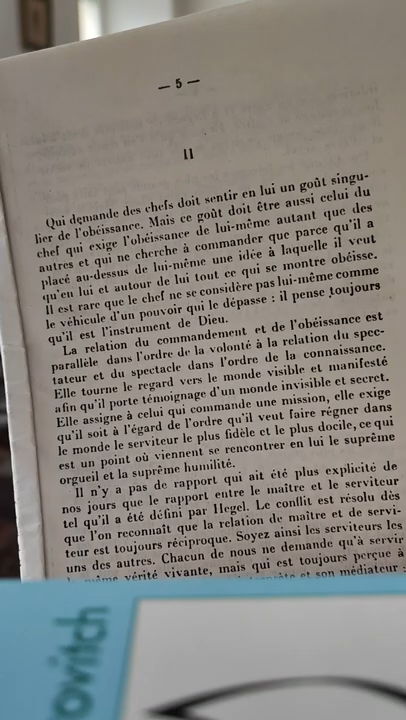 — 5 —
II
Qui demande des chefs doit sentir en lui un goût singu-
lier de l'obéissance. Mais ce goût doit être aussi celui du
chef qui exige l'obéissance de lui-même autant que des
autres et qui ne cherche à commander que parce qu'il a
placé au-dessus de lui-même une idée à laquelle il veut
qu'en lui et autour de lui tout ce qui se montre obéisse.
Il est rare que le chef ne se considère pas lui-même comme
le véhicule d'un pouvoir qui le dépasse : il pense toujours
qu'il est l'instrument de Dieu.
La relation du commandement et de l'obéissance est
parallèle dans l'ordre de la volonté à la relation du spec-
tateur et du spectacle dans l'ordre de la connaissance.
Elle tourne le regard vers le monde visible et manifesté
afin qu'il porte témoignage d'un monde invisible et secret.
Elle assigne à celui qui commande une mission, elle exige
qu'il soit à l'égard de l'ordre qu'il veut faire régner dans
le monde le serviteur le plus fidèle et le plus docile, ce qui
est un point où viennent se rencontrer en lui le suprême
orgueil et la suprême humilité.
Il n'y a pas de rapport qui ait été plus explicité de
nos jours que le rapport entre le maître et le serviteur
tel qu'il a été défini par Hegel. Le conflit est résolu dès
que l'on reconnaît que la relation de maître et de servi-
teur est toujours réciproque. Soyez ainsi les serviteurs les
uns des autres. Chacun de nous ne demande qu'à servir
même vérité vivante, mais qui est toujours perçue à
et son médiateur :
ovitch